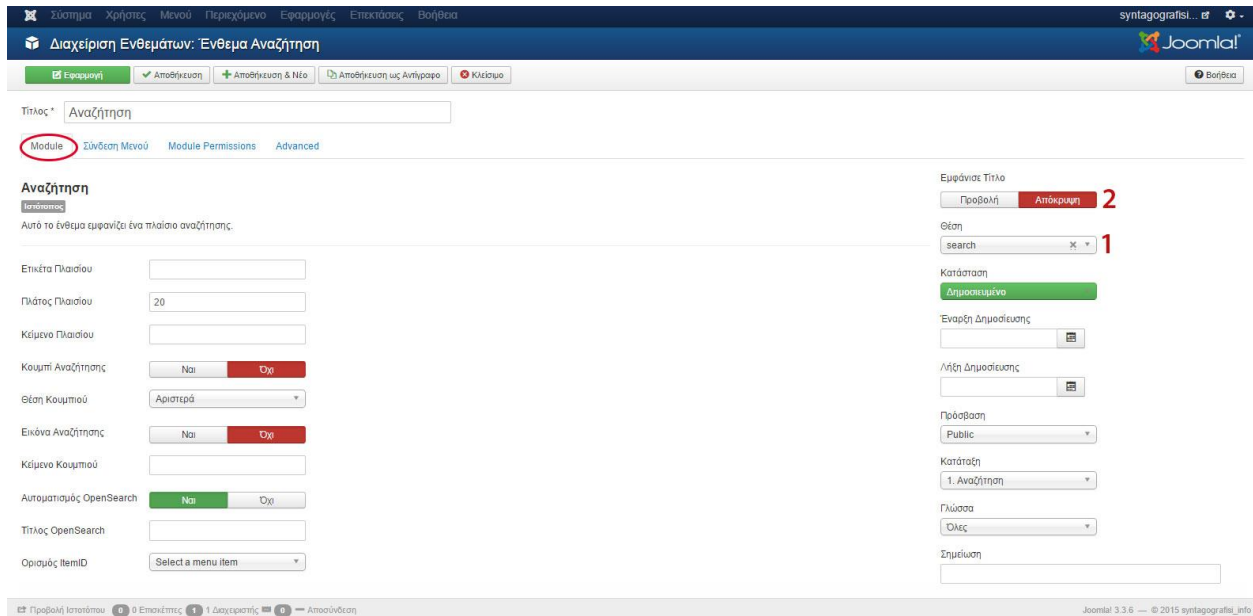 Σύστημα Χρήστες Μενού Περιεχόμενο Εφαρμογές Επεκτάσεις Βοήθεια syntagografisi...
Διαχείριση Ενθεμάτων: Ένθεμα Αναζήτηση Joomla!
Εφαρμογή Αποθήκευση Αποθήκευση & Νέο Αποθήκευση ως Αντίγραφο Κλείσιμο Βοήθεια
Τίτλος * Αναζήτηση
Module Σύνδεση Μενού Module Permissions Advanced
Αναζήτηση
Ιστότοπος
Αυτό το ένθεμα εμφανίζει ένα πλαίσιο αναζήτησης.
Ετικέτα Πλαισίου
Πλάτος Πλαισίου 20
Κείμενο Πλαισίου
Κουμπί Αναζήτησης Ναι Όχι
Θέση Κουμπιού Αριστερά
Εικόνα Αναζήτησης Ναι Όχι
Κείμενο Κουμπιού
Αυτοματισμός OpenSearch Ναι Όχι
Τίτλος OpenSearch
Ορισμός ItemID Select a menu item
Εμφάνισε Τίτλο
Προβολή Απόκρυψη 2
Θέση
search 1
Κατάσταση
Δημοσιευμένο
Έναρξη Δημοσίευσης
Λήξη Δημοσίευσης
Πρόσβαση
Public
Κατάταξη
1. Αναζήτηση
Γλώσσα
Όλες
Σημείωση
Προβολή Ιστοτόπου 0 0 Επισκέπτες 1 1 Διαχειριστής 0 Αποσύνδεση Joomla! 3.3.6 — © 2015 syntagografisi_info